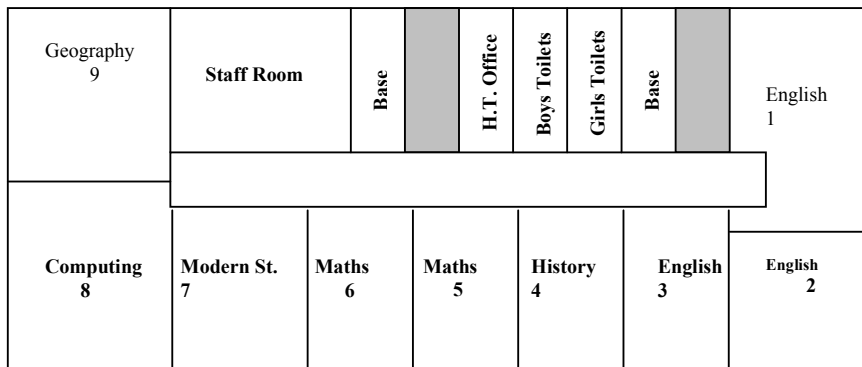 Geography
9
Staff Room
Base
H.T. Office
Boys Toilets
Girls Toilets
Base
English
1
Computing
8
Modern St.
7
Maths
6
Maths
5
History
4
English
3
English
2